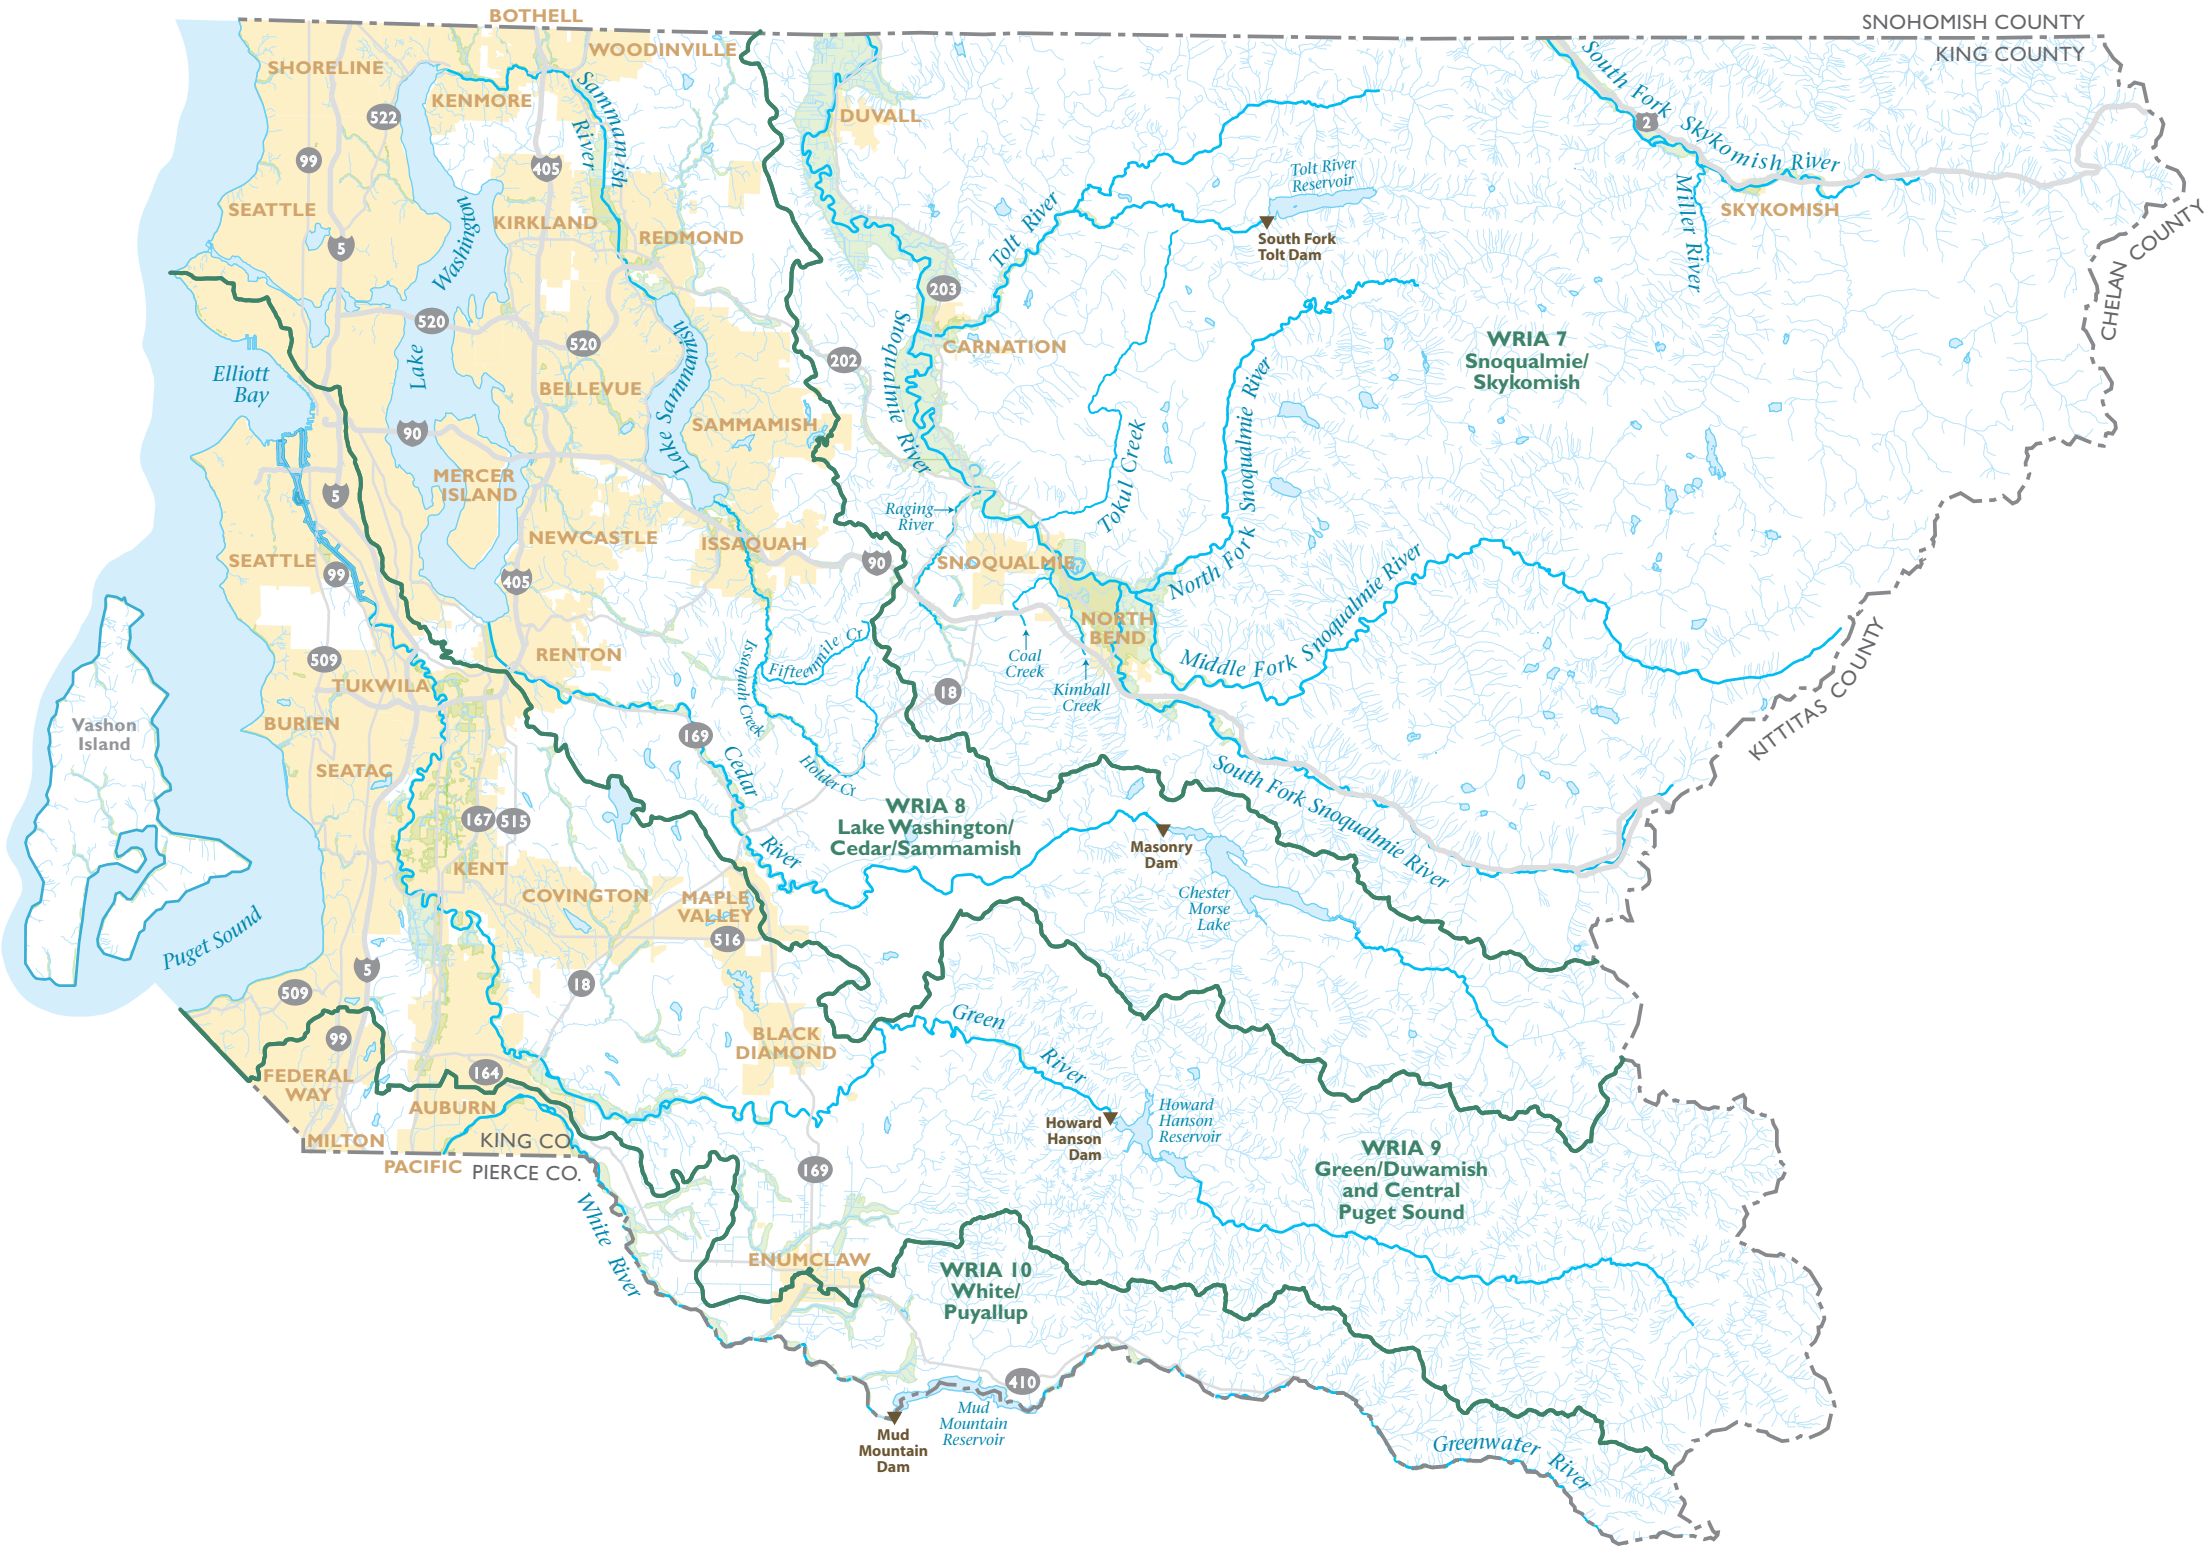 BOTHELL
SNOHOMISH COUNTY
KING COUNTY
WOODINVILLE
SHORELINE
KENMORE
522
99
Sammamish
River
DUVALL
South Fork Skykomish River
2
405
SEATTLE
KIRKLAND
REDMOND
5
Lake Washington
Tolt River
Tolt River
Reservoir
South Fork
Tolt Dam
Miller River
SKYKOMISH
CHELAN COUNTY
203
520
520
202
CARNATION
Snoqualmie River
Elliott
Bay
BELLEVUE
Lake Sammamish
SAMMAMISH
WRIA 7
Snoqualmie/
Skykomish
North Fork Snoqualmie River
Tokul Creek
90
MERCER
ISLAND
5
NEWCASTLE
ISSAQUAH
90
Raging
River
SNOQUALMIE
SEATTLE
99
405
NORTH
BEND
Middle Fork Snoqualmie River
KITTITAS COUNTY
509
RENTON
TUKWILA
BURIEN
SEATAC
Issaquah Creek
Fifteenmile Cr
Holder Cr
Coal
Creek
Kimball
Creek
18
Vashon
Island
169
Cedar
River
South Fork Snoqualmie River
167
515
WRIA 8
Lake Washington/
Cedar/Sammamish
Masonry
Dam
Chester
Morse
Lake
KENT
COVINGTON
MAPLE
VALLEY
516
Puget Sound
5
509
18
99
Green
River
BLACK
DIAMOND
164
FEDERAL
WAY
AUBURN
MILTON
PACIFIC
KING CO.
PIERCE CO.
Howard
Hanson
Dam
Howard
Hanson
Reservoir
WRIA 9
Green/Duwamish
and Central
Puget Sound
169
White River
ENUMCLAW
WRIA 10
White/
Puyallup
410
Mud
Mountain
Reservoir
Mud
Mountain
Dam
Greenwater River